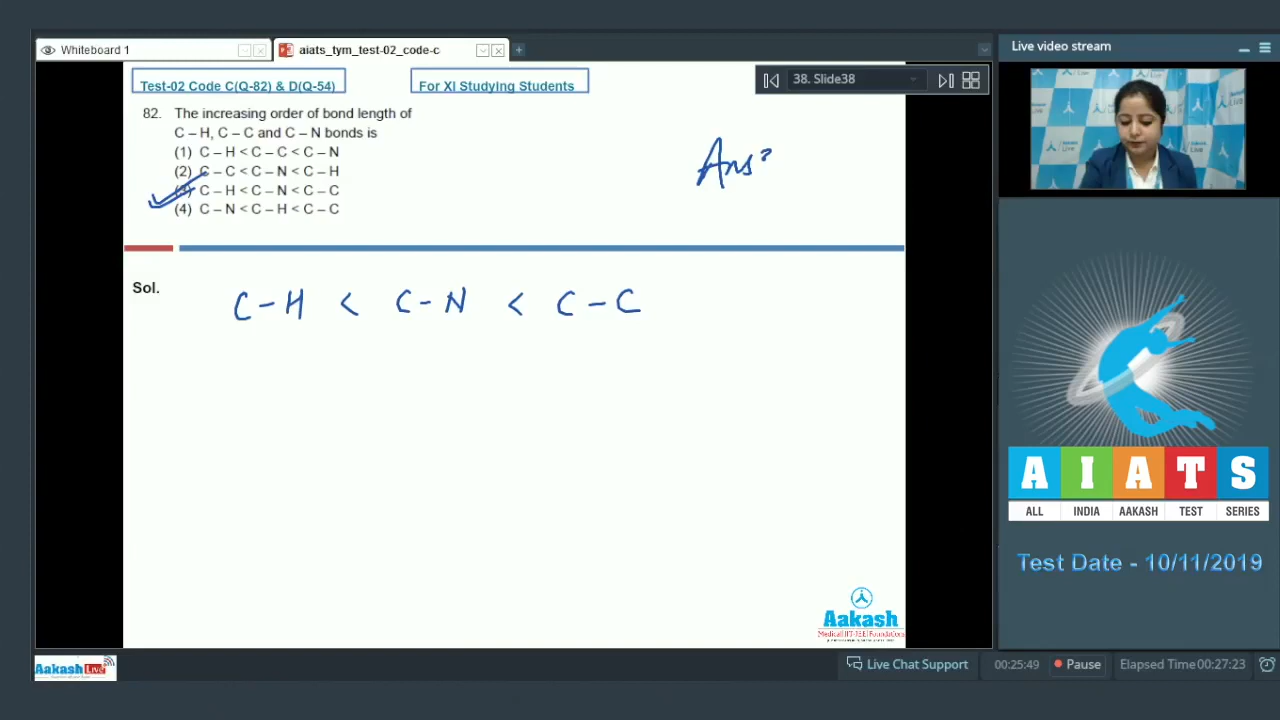 Whiteboard 1
aiats_tym_test-02_code-c
Live video stream
Test-02 Code C(Q-82) & D(Q-54)
For XI Studying Students
38. Slide38
82. The increasing order of bond length of
C – H, C – C and C – N bonds is
(1) C – H < C – C < C – N
(2) C – C < C – N < C – H
(3) C – H < C – N < C – C
(4) C – N < C – H < C – C
Ans
Sol.
C – H < C – N < C – C
A I A T S
ALL INDIA AAKASH TEST SERIES
Test Date - 10/11/2019
Aakash
Medical|IIT-JEE|Foundations
Aakash Live
Live Chat Support
00:25:49
Pause
Elapsed Time 00:27:23